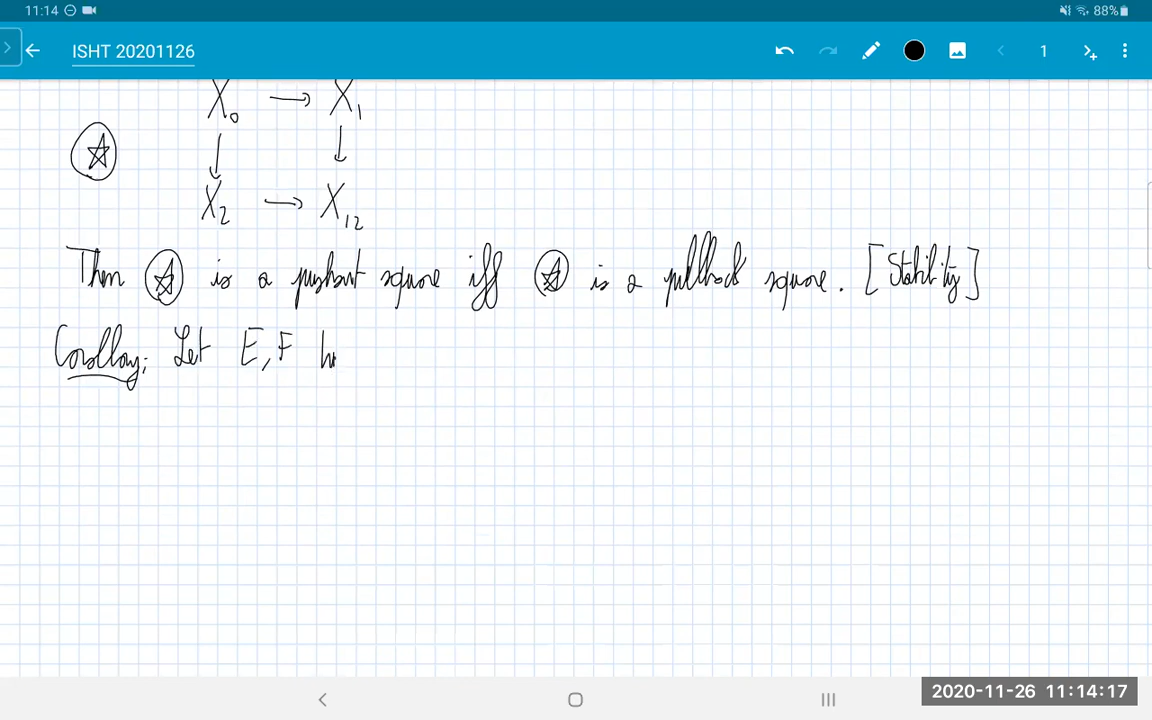 11:14 88%
ISHT 20201126
1
X₀ → X₁
☆
↓ ↓
X₂ → X₁₂
Then ☆ is a pushout square iff ☆ is a pullback square. [Stability]
Corollary: Let E, F
2020-11-26 11:14:17